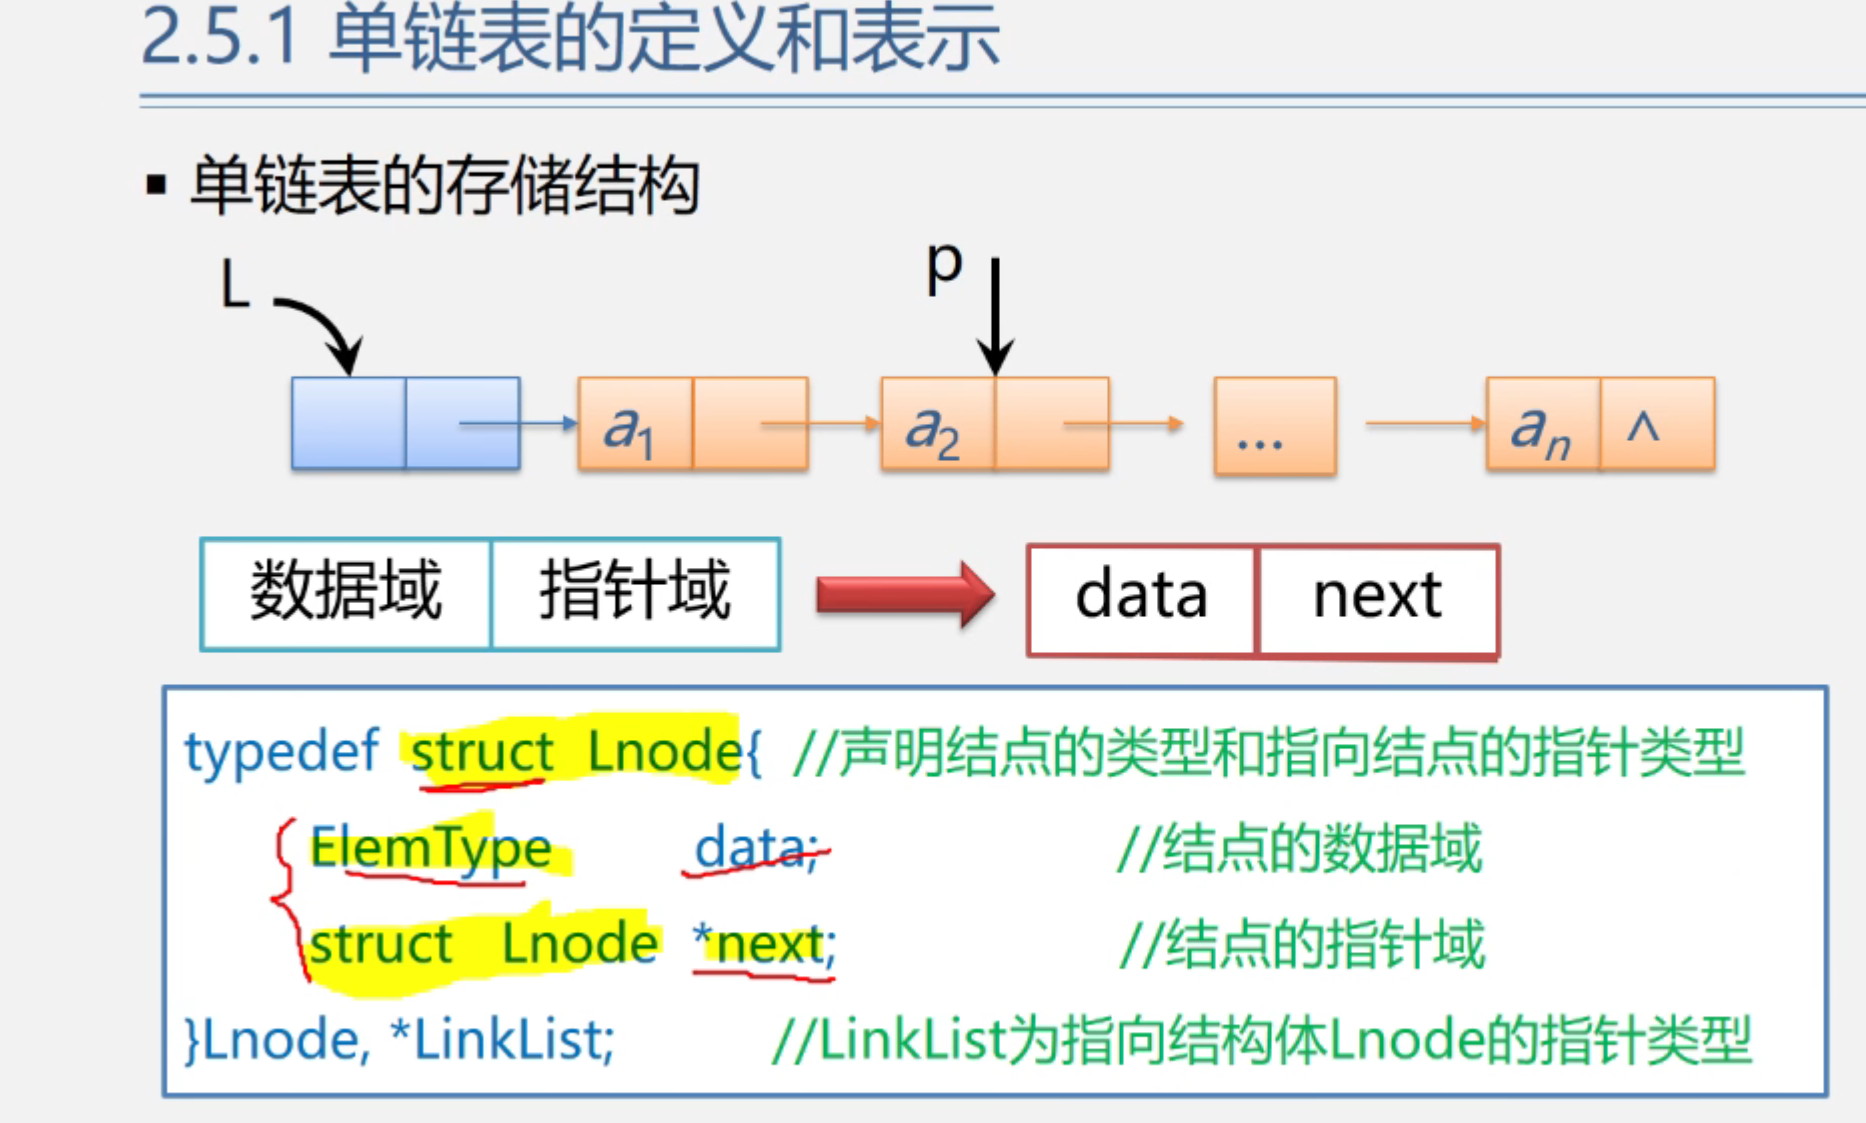 2.5.1 单链表的定义和表示
▪ 单链表的存储结构
L
p
a1 a2 ... an ^
数据域 指针域 data next
typedef struct Lnode{ //声明结点的类型和指向结点的指针类型
ElemType data; //结点的数据域
struct Lnode *next; //结点的指针域
}Lnode, *LinkList; //LinkList为指向结构体Lnode的指针类型